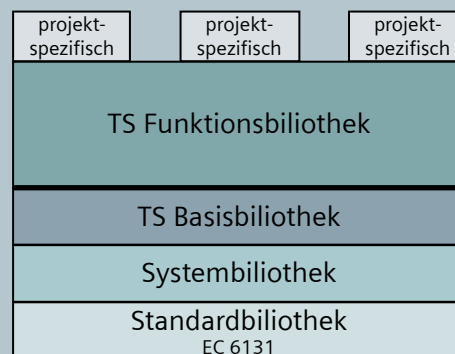 projekt-
spezifisch
projekt-
spezifisch
projekt-
spezifisch
TS Funktionsbiliothek
TS Basisbiliothek
Systembiliothek
Standardbiliothek
EC 6131